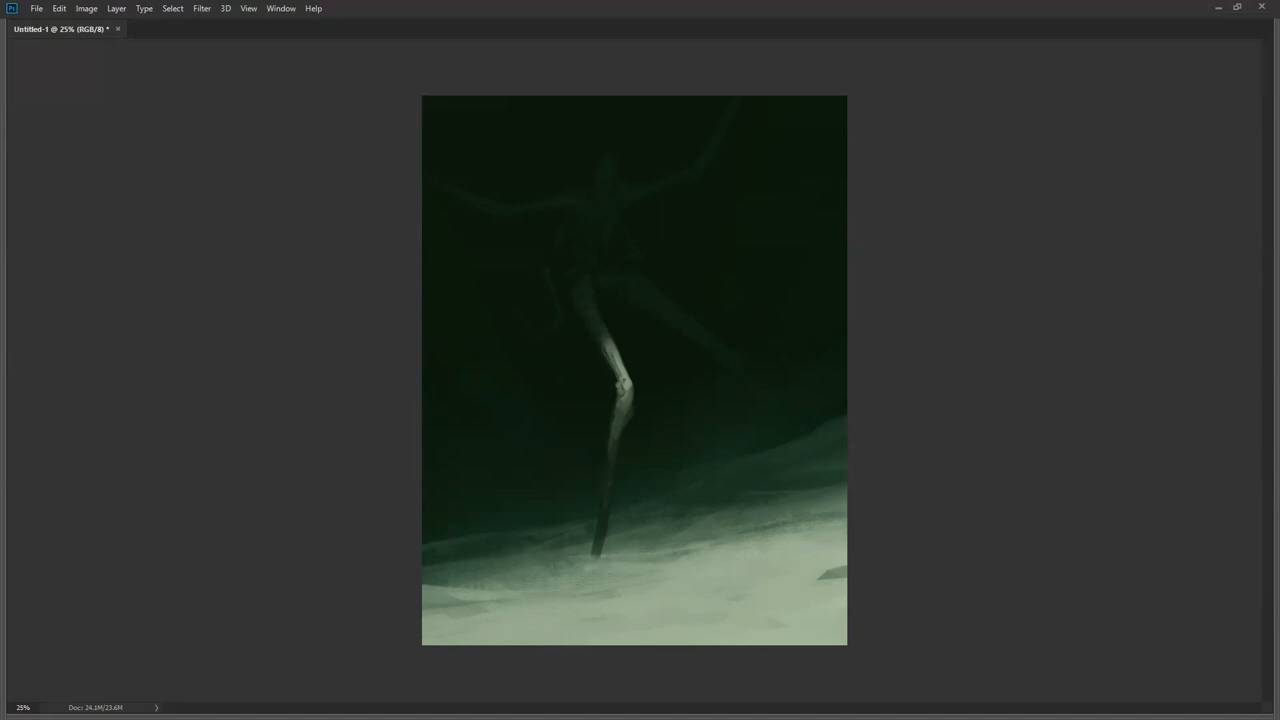 Ps File Edit Image Layer Type Select Filter 3D View Window Help
Untitled-1 @ 25% (RGB/8) * ×
25% Doc: 24.1M/23.6M